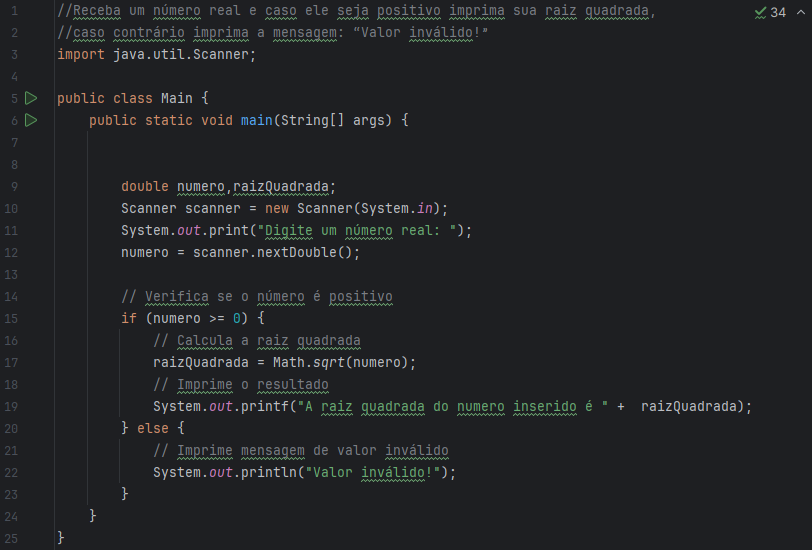 1 //Receba um número real e caso ele seja positivo imprima sua raiz quadrada, 34
2 //caso contrário imprima a mensagem: “Valor inválido!”
3 import java.util.Scanner;
4
5 public class Main {
6     public static void main(String[] args) {
7
8
9         double numero,raizQuadrada;
10         Scanner scanner = new Scanner(System.in);
11         System.out.print("Digite um número real: ");
12         numero = scanner.nextDouble();
13
14         // Verifica se o número é positivo
15         if (numero >= 0) {
16             // Calcula a raiz quadrada
17             raizQuadrada = Math.sqrt(numero);
18             // Imprime o resultado
19             System.out.printf("A raiz quadrada do numero inserido é " +  raizQuadrada);
20         } else {
21             // Imprime mensagem de valor inválido
22             System.out.println("Valor inválido!");
23         }
24     }
25 }